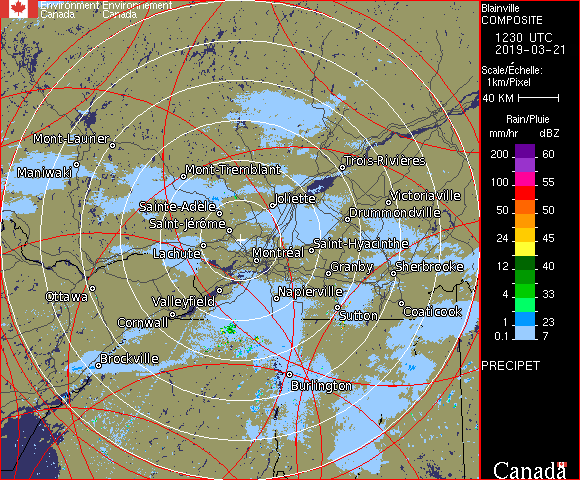 Environment Environnement
Canada Canada
Blainville
COMPOSITE
1230 UTC
2019-03-21
Scale/Échelle:
1km/Pixel
40 KM
Rain/Pluie
mm/hr dBZ
200 60
100 55
50 50
24 45
12 40
4 33
1 23
0.1 7
PRECIPET
Canada
Mont-Laurier
Maniwaki
Mont-Tremblant
Trois-Rivières
Sainte-Adèle
Joliette
Victoriaville
Drummondville
Saint-Jérôme
Lachute
Montréal
Saint-Hyacinthe
Granby
Sherbrooke
Ottawa
Valleyfield
Napierville
Cornwall
Sutton
Coaticook
Brockville
Burlington